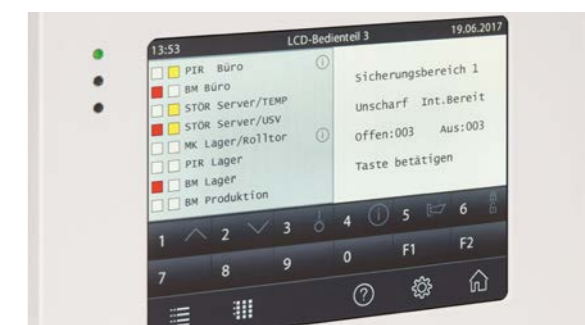 13:53 LCD-Bedienteil 3 19.06.2017
PIR Büro
BM Büro
STÖR Server/TEMP
STÖR Server/USV
MK Lager/Rolltor
PIR Lager
BM Lager
BM Produktion
Sicherungsbereich 1
Unscharf Int.Bereit
Offen:003 Aus:003
Taste betätigen
1 2 3 4 5 6
7 8 9 0 F1 F2